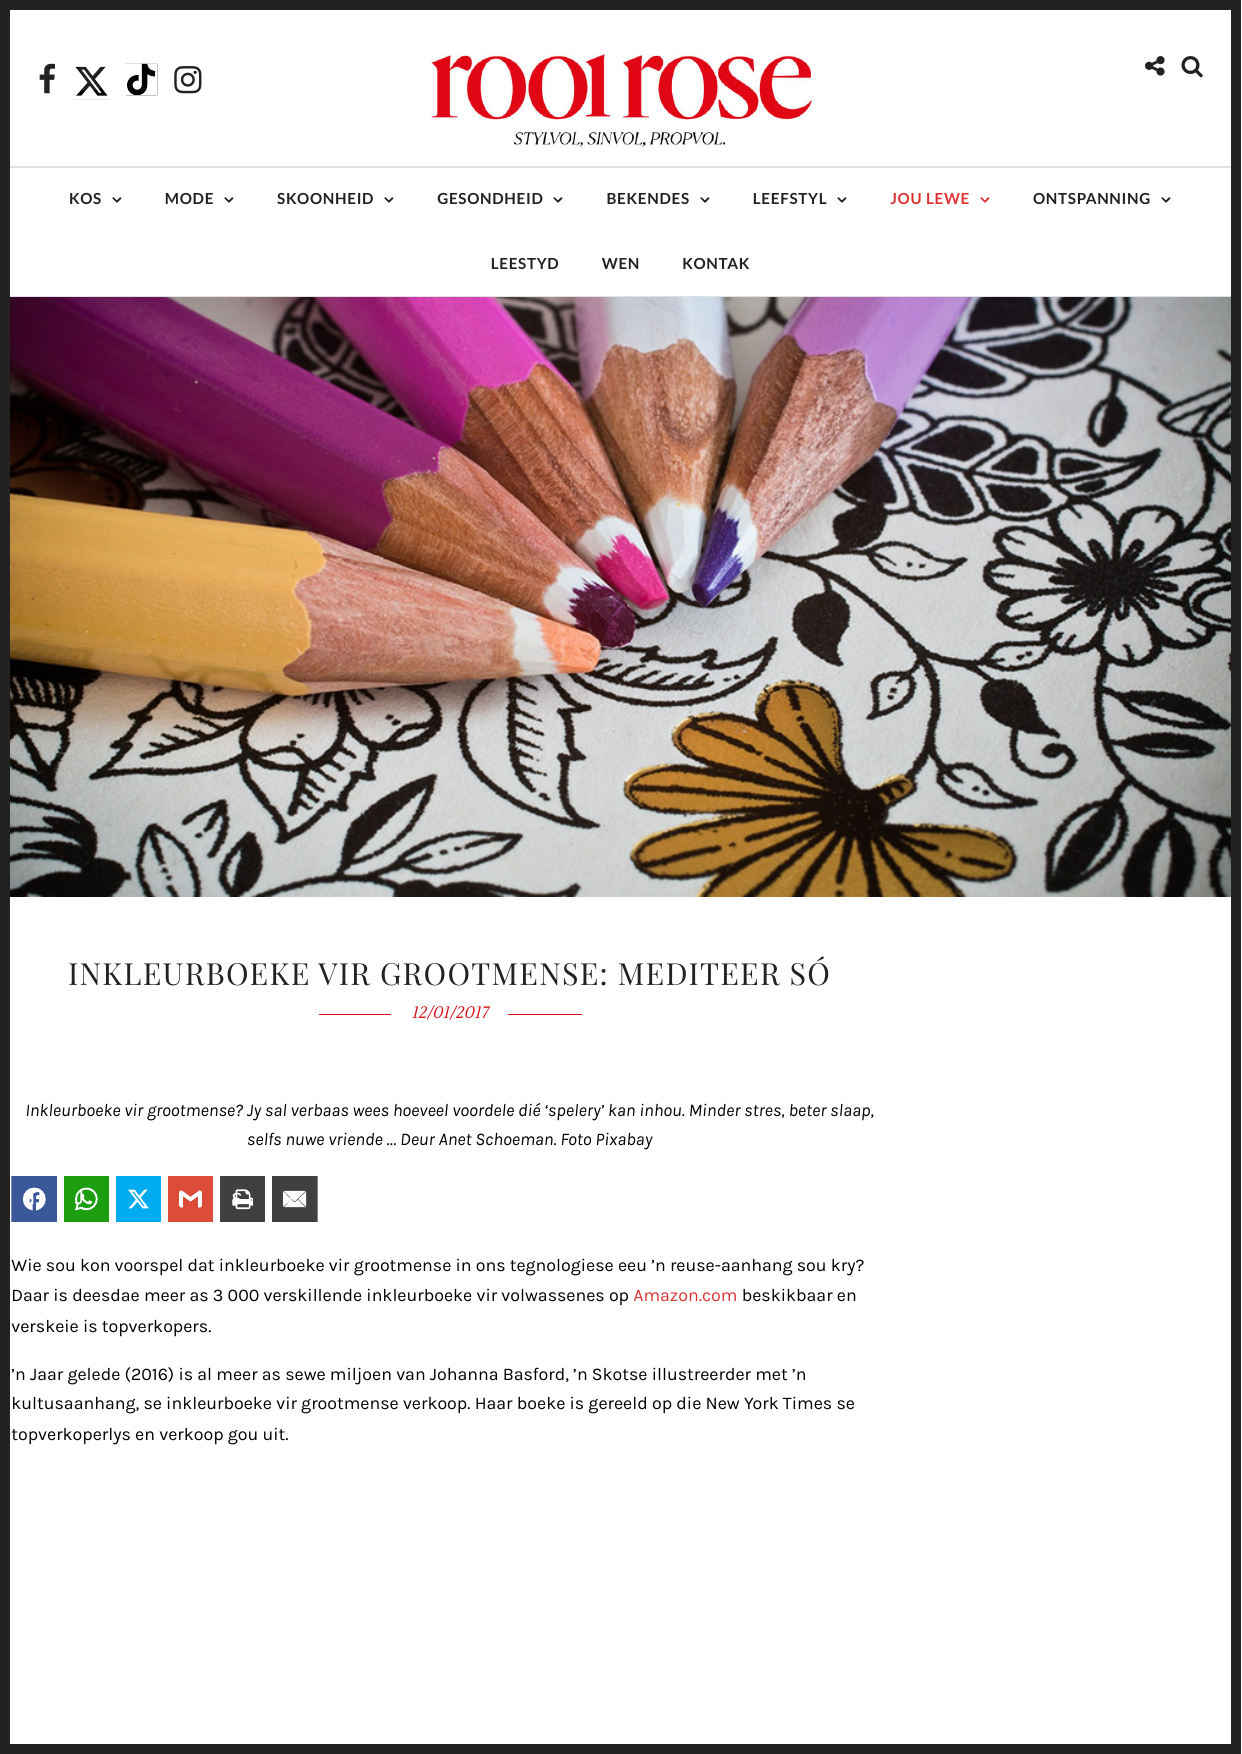 rooi rose
STYLVOL, SINVOL, PROPVOL.
KOS MODE SKOONHEID GESONDHEID BEKENDES LEEFSTYL JOU LEWE ONTSPANNING
LEESTYD WEN KONTAK
INKLEURBOEKE VIR GROOTMENSE: MEDITEER SÓ
12/01/2017
Inkleurboeke vir grootmense? Jy sal verbaas wees hoeveel voordele dié ‘spelery’ kan inhou. Minder stres, beter slaap,
selfs nuwe vriende … Deur Anet Schoeman. Foto Pixabay
Wie sou kon voorspel dat inkleurboeke vir grootmense in ons tegnologiese eeu ’n reuse-aanhang sou kry?
Daar is deesdae meer as 3 000 verskillende inkleurboeke vir volwassenes op Amazon.com beskikbaar en
verskeie is topverkopers.
’n Jaar gelede (2016) is al meer as sewe miljoen van Johanna Basford, ’n Skotse illustreerder met ’n
kultusaanhang, se inkleurboeke vir grootmense verkoop. Haar boeke is gereeld op die New York Times se
topverkoperlys en verkoop gou uit.